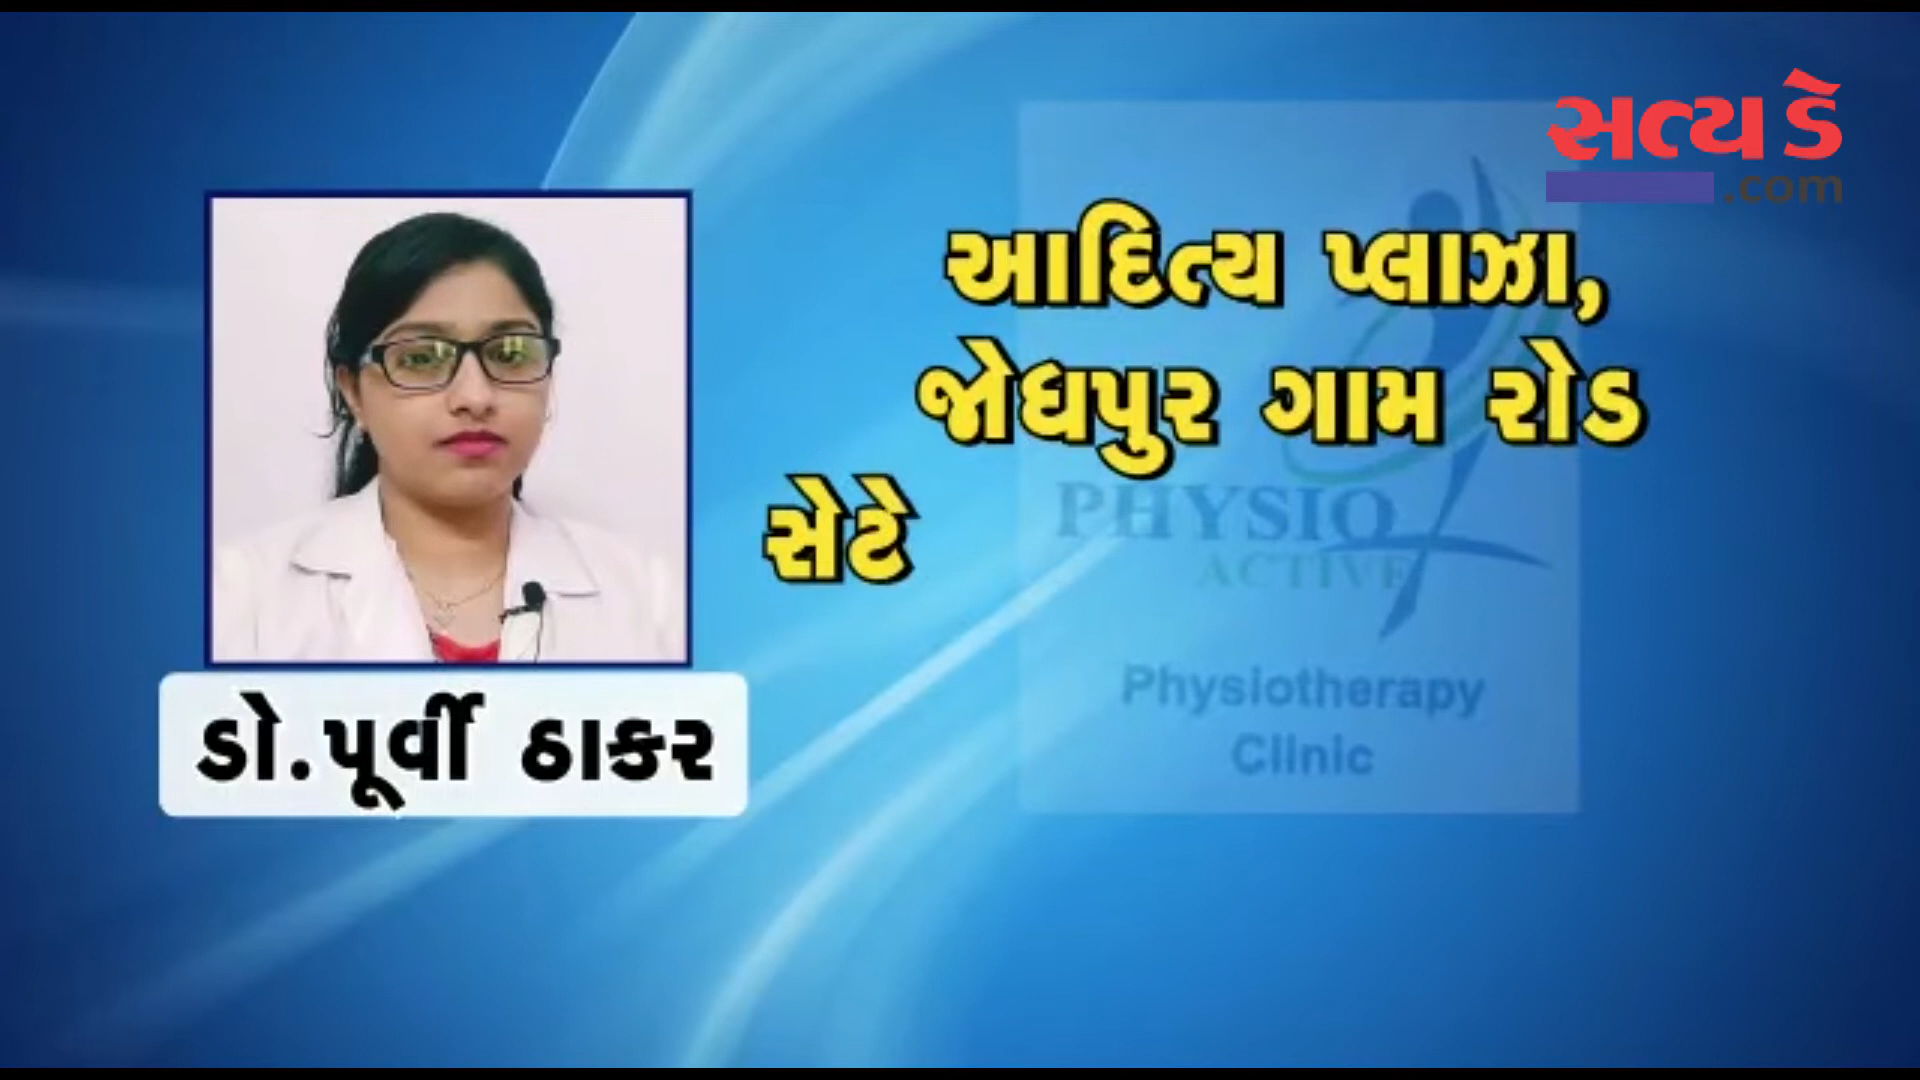 સત્ય ડે
.com
આદિત્ય પ્લાઝા,
જોધપુર ગામ રોડ
સેટે
PHYSIO
ACTIVE
Physiotherapy
Clinic
ડો.પૂર્વી ઠાકર